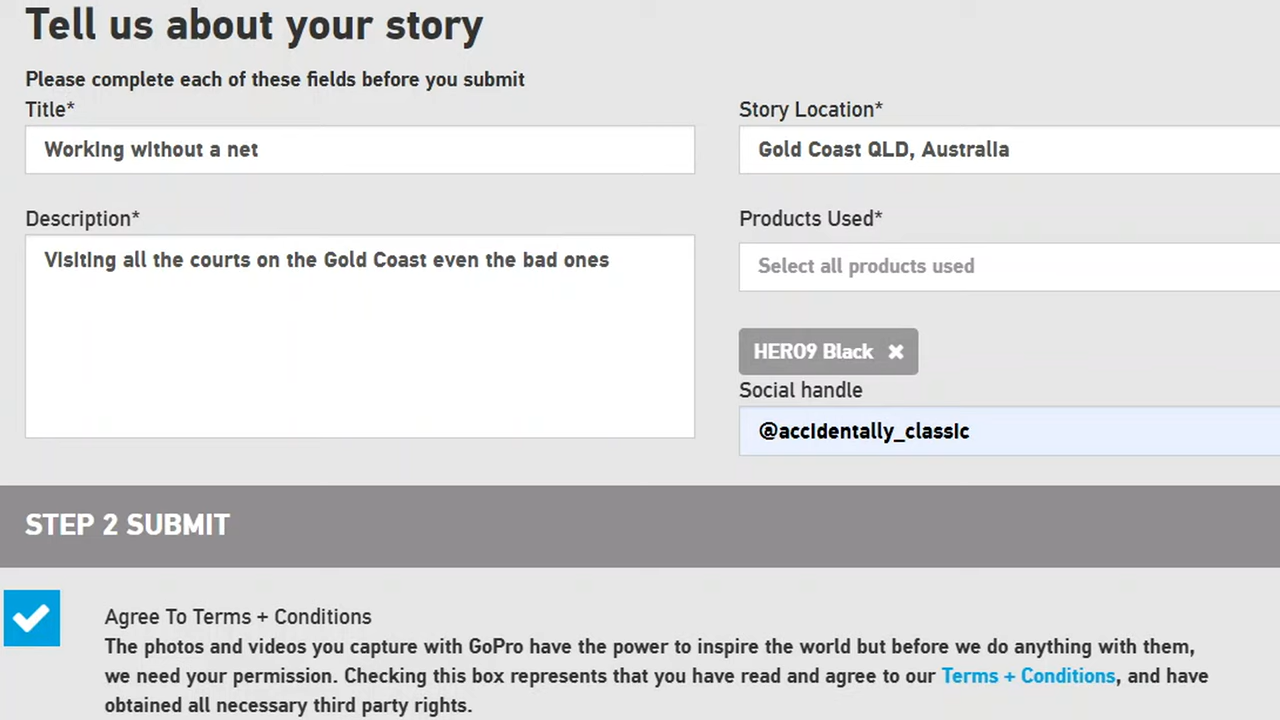 Tell us about your story
Please complete each of these fields before you submit
Title*
Working without a net
Story Location*
Gold Coast QLD, Australia
Description*
Visiting all the courts on the Gold Coast even the bad ones
Products Used*
Select all products used
HERO9 Black ✖
Social handle
@accidentally_classic
STEP 2 SUBMIT
Agree To Terms + Conditions
The photos and videos you capture with GoPro have the power to inspire the world but before we do anything with them,
we need your permission. Checking this box represents that you have read and agree to our Terms + Conditions, and have
obtained all necessary third party rights.